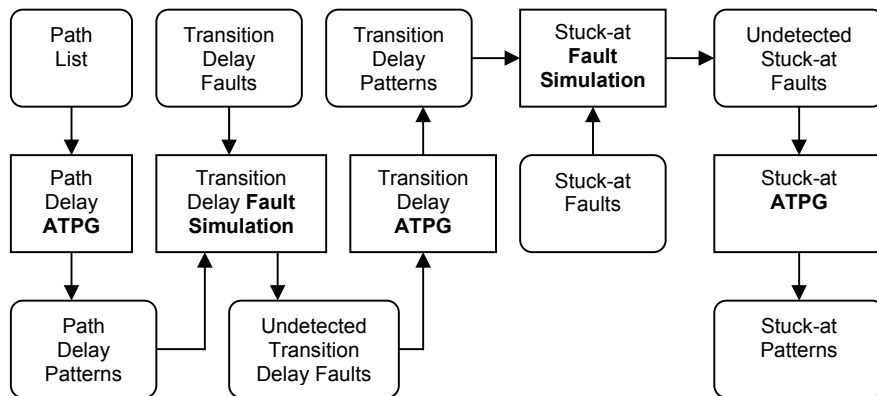 Path
List
Transition
Delay
Faults
Transition
Delay
Patterns
Stuck-at
Fault
Simulation
Undetected
Stuck-at
Faults
Path
Delay
ATPG
Transition
Delay Fault
Simulation
Transition
Delay
ATPG
Stuck-at
Faults
Stuck-at
ATPG
Path
Delay
Patterns
Undetected
Transition
Delay Faults
Stuck-at
Patterns